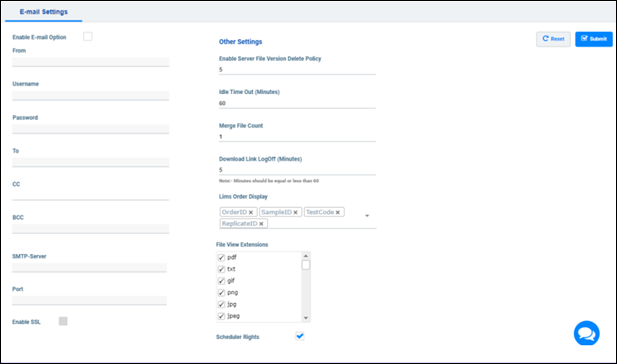 E-mail Settings
Enable E-mail Option
From
Username
Password
To
CC
BCC
SMTP-Server
Port
Enable SSL
Other Settings
Reset
Submit
Enable Server File Version Delete Policy
5
Idle Time Out (Minutes)
60
Merge File Count
1
Download Link LogOff (Minutes)
5
Note:- Minutes should be equal or less than 60
Lims Order Display
OrderID × SampleID × TestCode ×
ReplicateID ×
File View Extensions
pdf
txt
gif
png
jpg
jpeg
Scheduler Rights